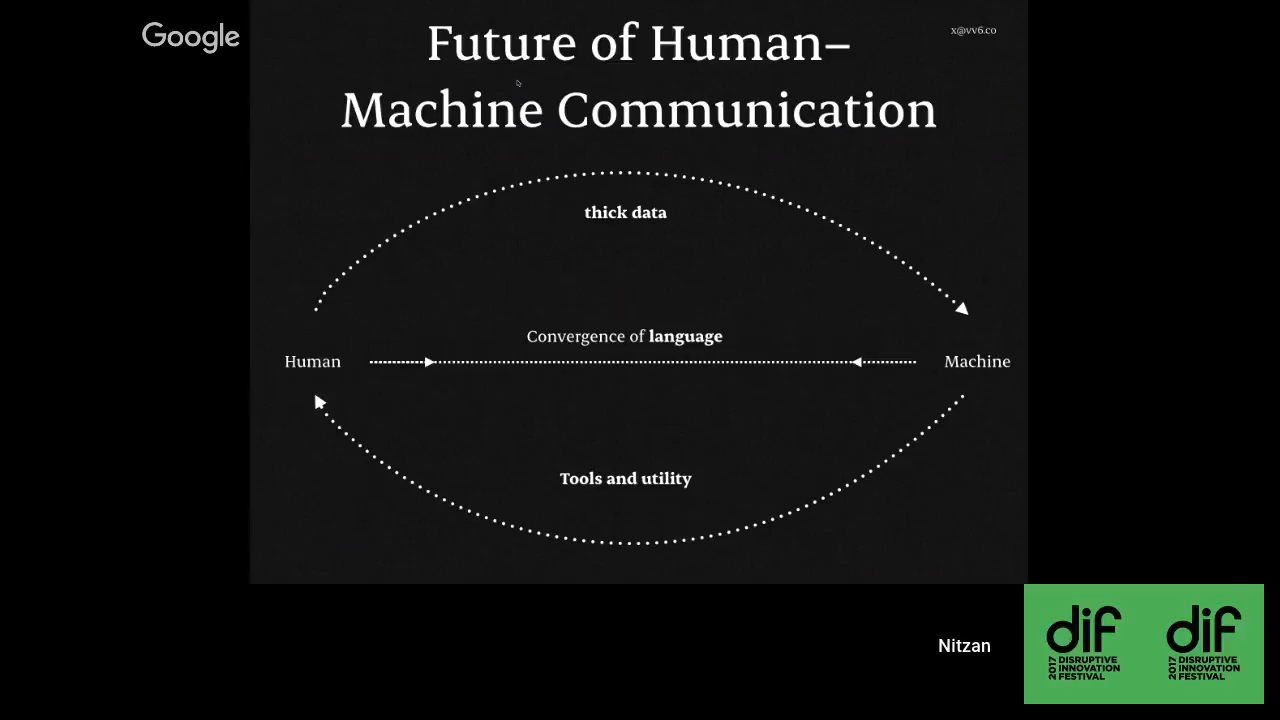 Google
x@vv6.co
Future of Human–
Machine Communication
thick data
Convergence of language
Human
Machine
Tools and utility
Nitzan
dif
2017 DISRUPTIVE
INNOVATION
FESTIVAL
dif
2017 DISRUPTIVE
INNOVATION
FESTIVAL